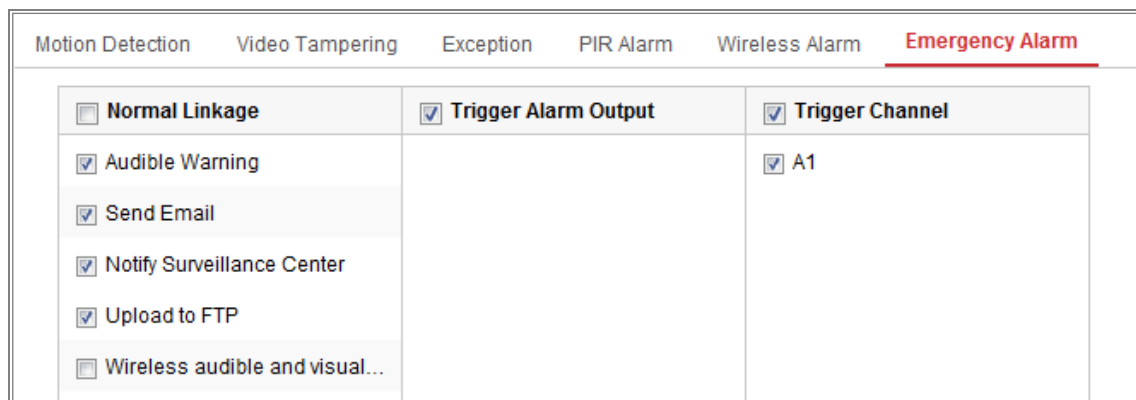 Motion Detection Video Tampering Exception PIR Alarm Wireless Alarm Emergency Alarm
Normal Linkage Trigger Alarm Output Trigger Channel
Audible Warning A1
Send Email
Notify Surveillance Center
Upload to FTP
Wireless audible and visual...